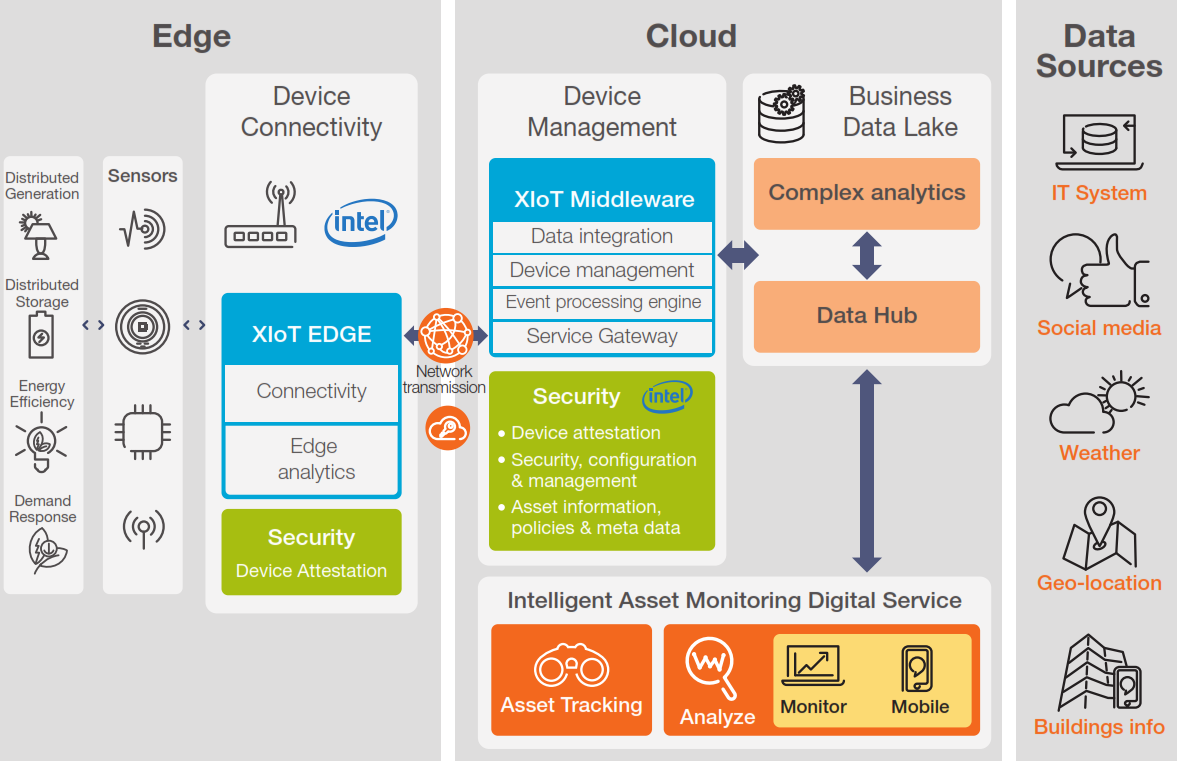 Edge
Distributed
Generation
Distributed
Storage
Energy
Efficiency
Demand
Response
Sensors
Device
Connectivity
intel
XIoT EDGE
Connectivity
Edge
analytics
Security
Device Attestation
Network
transmission
Cloud
Device
Management
XIoT Middleware
Data integration
Device management
Event processing engine
Service Gateway
Security
intel
• Device attestation
• Security, configuration
& management
• Asset information,
policies & meta data
Business
Data Lake
Complex analytics
Data Hub
Intelligent Asset Monitoring Digital Service
Asset Tracking
Analyze
Monitor
Mobile
Data
Sources
IT System
Social media
Weather
Geo-location
Buildings info